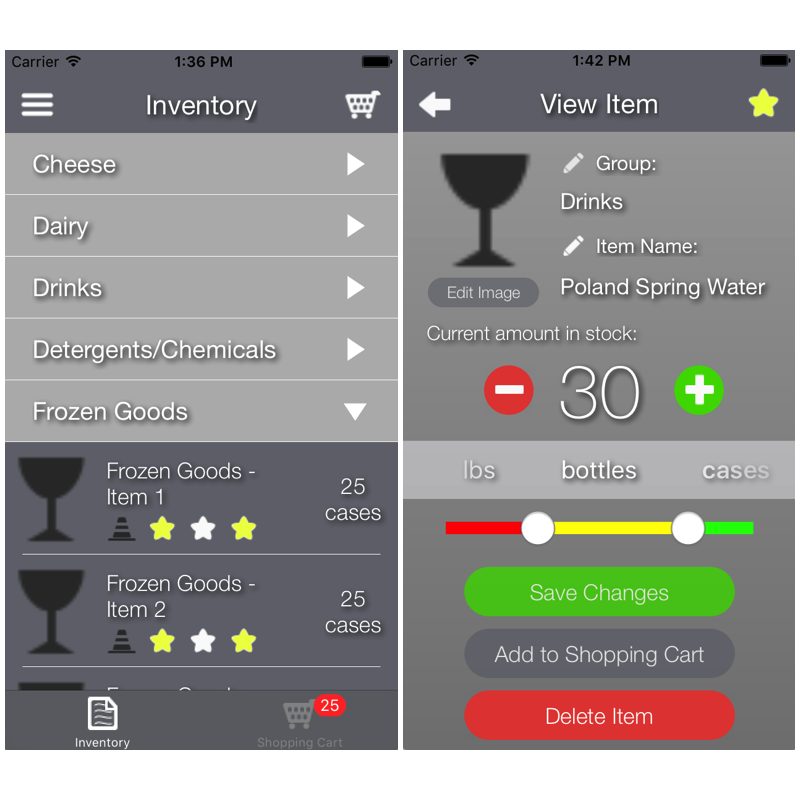 Carrier 1:36 PM
Inventory
Cheese
Dairy
Drinks
Detergents/Chemicals
Frozen Goods
Frozen Goods -
Item 1
25
cases
Frozen Goods -
Item 2
25
cases
25
Inventory
Shopping Cart
Carrier 1:42 PM
View Item
Group:
Drinks
Item Name:
Edit Image
Poland Spring Water
Current amount in stock:
30
lbs bottles cases
Save Changes
Add to Shopping Cart
Delete Item